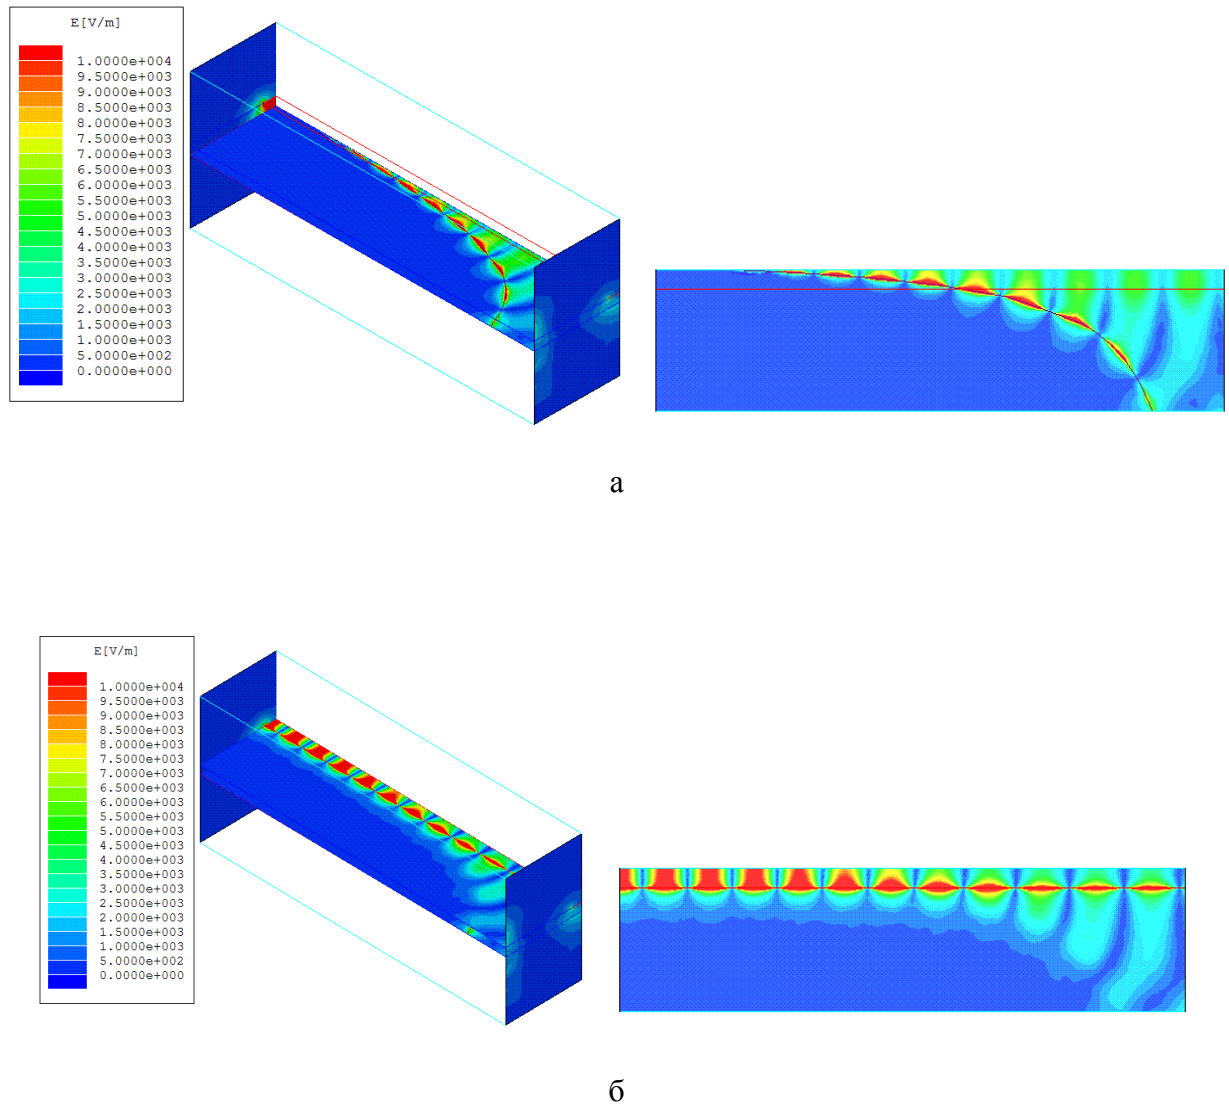 E[V/m]
1.0000e+004
9.5000e+003
9.0000e+003
8.5000e+003
8.0000e+003
7.5000e+003
7.0000e+003
6.5000e+003
6.0000e+003
5.5000e+003
5.0000e+003
4.5000e+003
4.0000e+003
3.5000e+003
3.0000e+003
2.5000e+003
2.0000e+003
1.5000e+003
1.0000e+003
5.0000e+002
0.0000e+000
а
E[V/m]
1.0000e+004
9.5000e+003
9.0000e+003
8.5000e+003
8.0000e+003
7.5000e+003
7.0000e+003
6.5000e+003
6.0000e+003
5.5000e+003
5.0000e+003
4.5000e+003
4.0000e+003
3.5000e+003
3.0000e+003
2.5000e+003
2.0000e+003
1.5000e+003
1.0000e+003
5.0000e+002
0.0000e+000
б